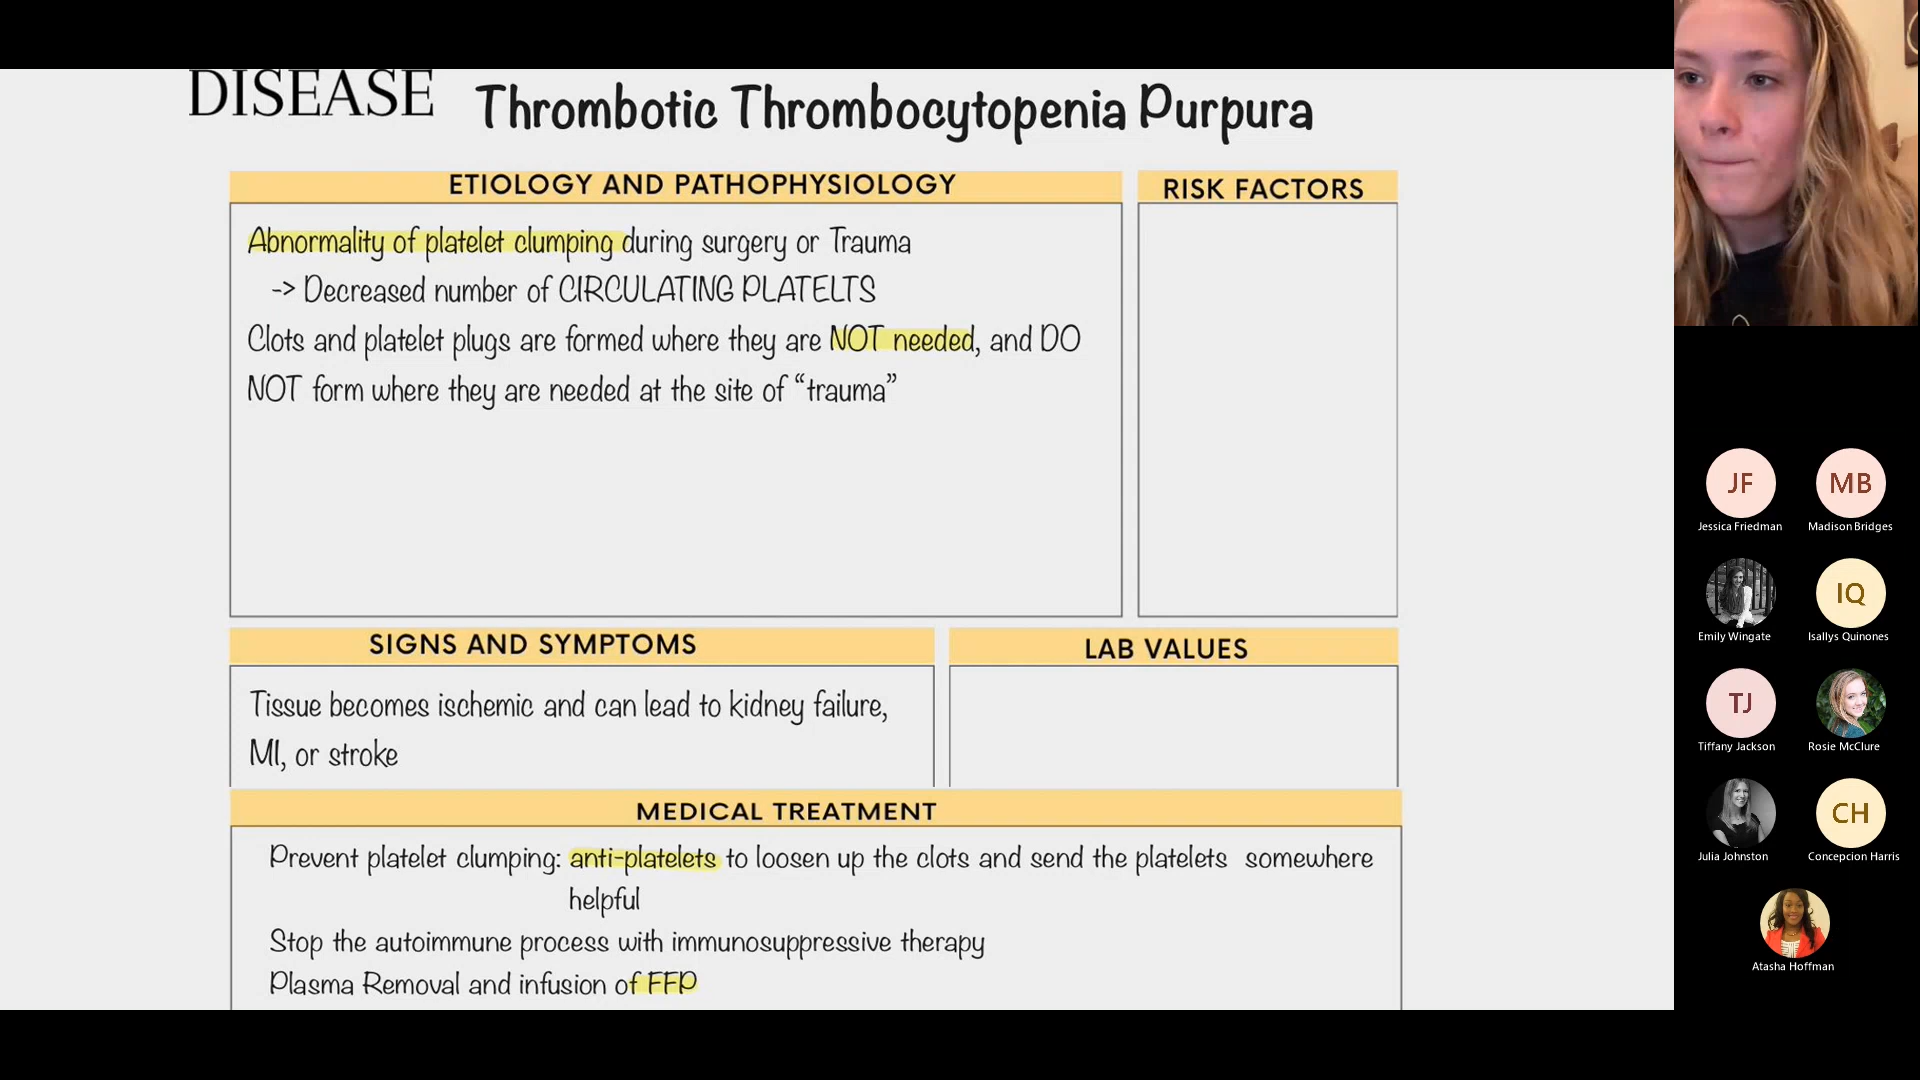 DISEASE Thrombotic Thrombocytopenia Purpura
ETIOLOGY AND PATHOPHYSIOLOGY
Abnormality of platelet clumping during surgery or Trauma
-> Decreased number of CIRCULATING PLATELTS
Clots and platelet plugs are formed where they are NOT needed, and DO
NOT form where they are needed at the site of “trauma”
RISK FACTORS
SIGNS AND SYMPTOMS
Tissue becomes ischemic and can lead to kidney failure,
MI, or stroke
LAB VALUES
MEDICAL TREATMENT
Prevent platelet clumping: anti-platelets to loosen up the clots and send the platelets somewhere
helpful
Stop the autoimmune process with immunosuppressive therapy
Plasma Removal and infusion of FFP
JF
Jessica Friedman
MB
Madison Bridges
Emily Wingate
IQ
Isallys Quinones
TJ
Tiffany Jackson
Rosie McClure
Julia Johnston
CH
Concepcion Harris
Atasha Hoffman